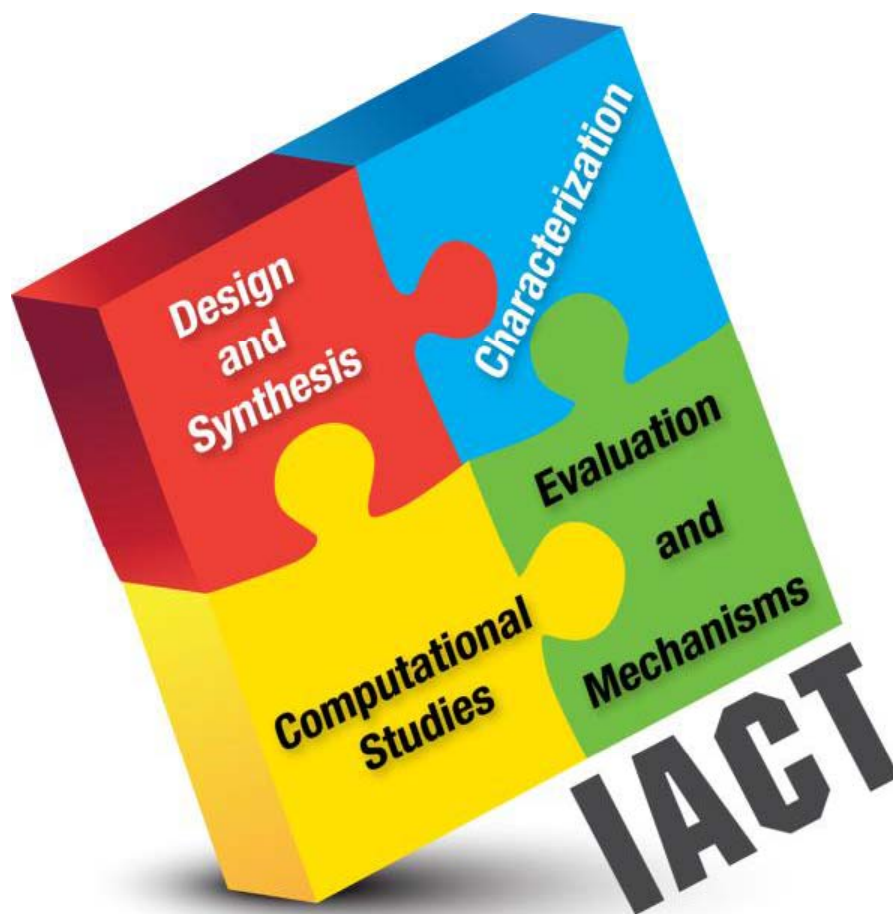 Design
and
Synthesis
Characterization
Computational
Studies
Evaluation
and
Mechanisms
IACT